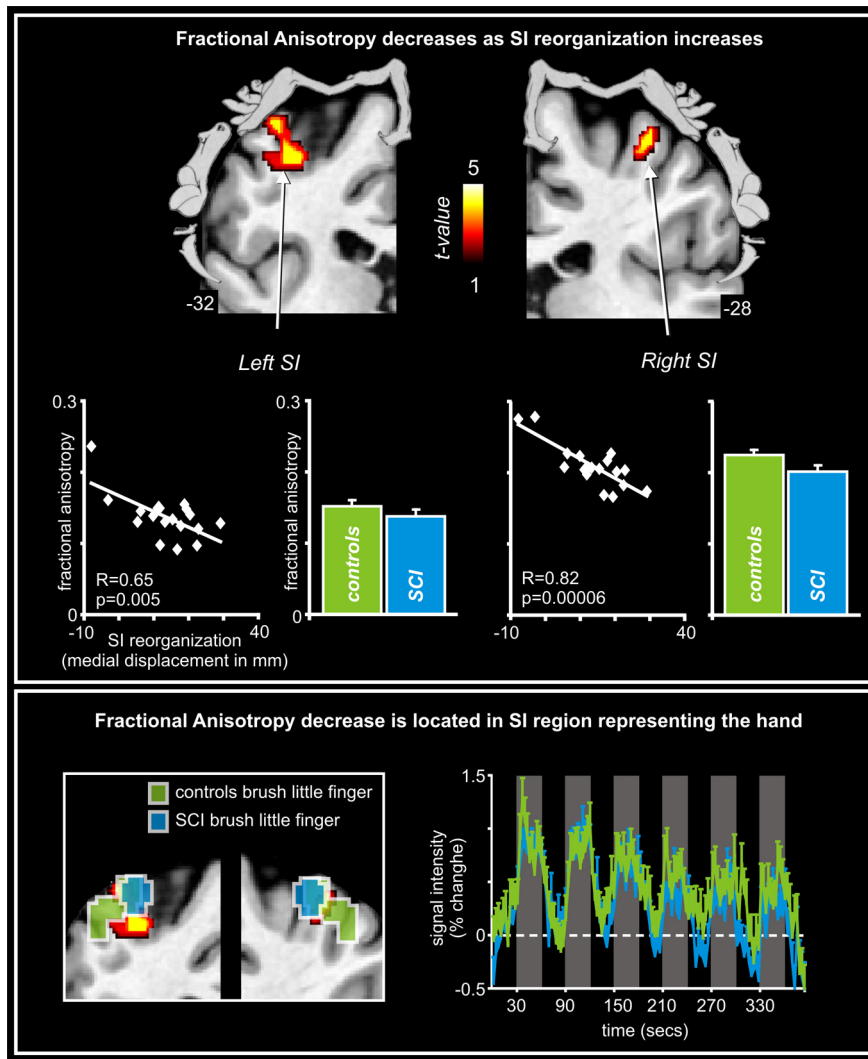 Fractional Anisotropy decreases as SI reorganization increases
5
t-value
1
-32
-28
Left SI
Right SI
0.3
fractional anisotropy
0
R=0.65
p=0.005
-10
40
SI reorganization
(medial displacement in mm)
0.3
fractional anisotropy
0
controls
SCI
R=0.82
p=0.00006
-10
40
controls
SCI
Fractional Anisotropy decrease is located in SI region representing the hand
controls brush little finger
SCI brush little finger
1.5
signal intensity
(% changhe)
0
-0.5
30
90
150
210
270
330
time (secs)